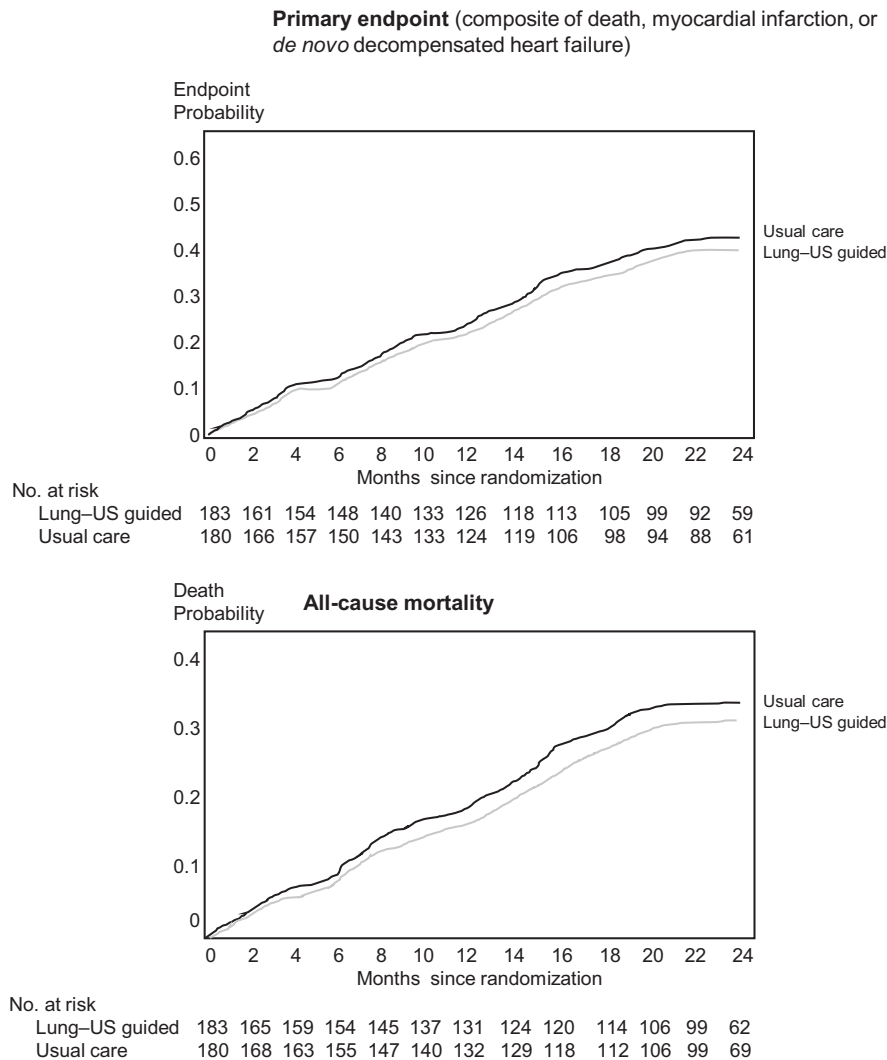 Primary endpoint (composite of death, myocardial infarction, or
de novo decompensated heart failure)
Endpoint
Probability
0.6
0.5
0.4
0.3
0.2
0.1
0
Usual care
Lung–US guided
0 2 4 6 8 10 12 14 16 18 20 22 24
Months since randomization
No. at risk
Lung–US guided 183 161 154 148 140 133 126 118 113 105 99 92 59
Usual care 180 166 157 150 143 133 124 119 106 98 94 88 61
Death
Probability
All-cause mortality
0.4
0.3
0.2
0.1
0
Usual care
Lung–US guided
0 2 4 6 8 10 12 14 16 18 20 22 24
Months since randomization
No. at risk
Lung–US guided 183 165 159 154 145 137 131 124 120 114 106 99 62
Usual care 180 168 163 155 147 140 132 129 118 112 106 99 69